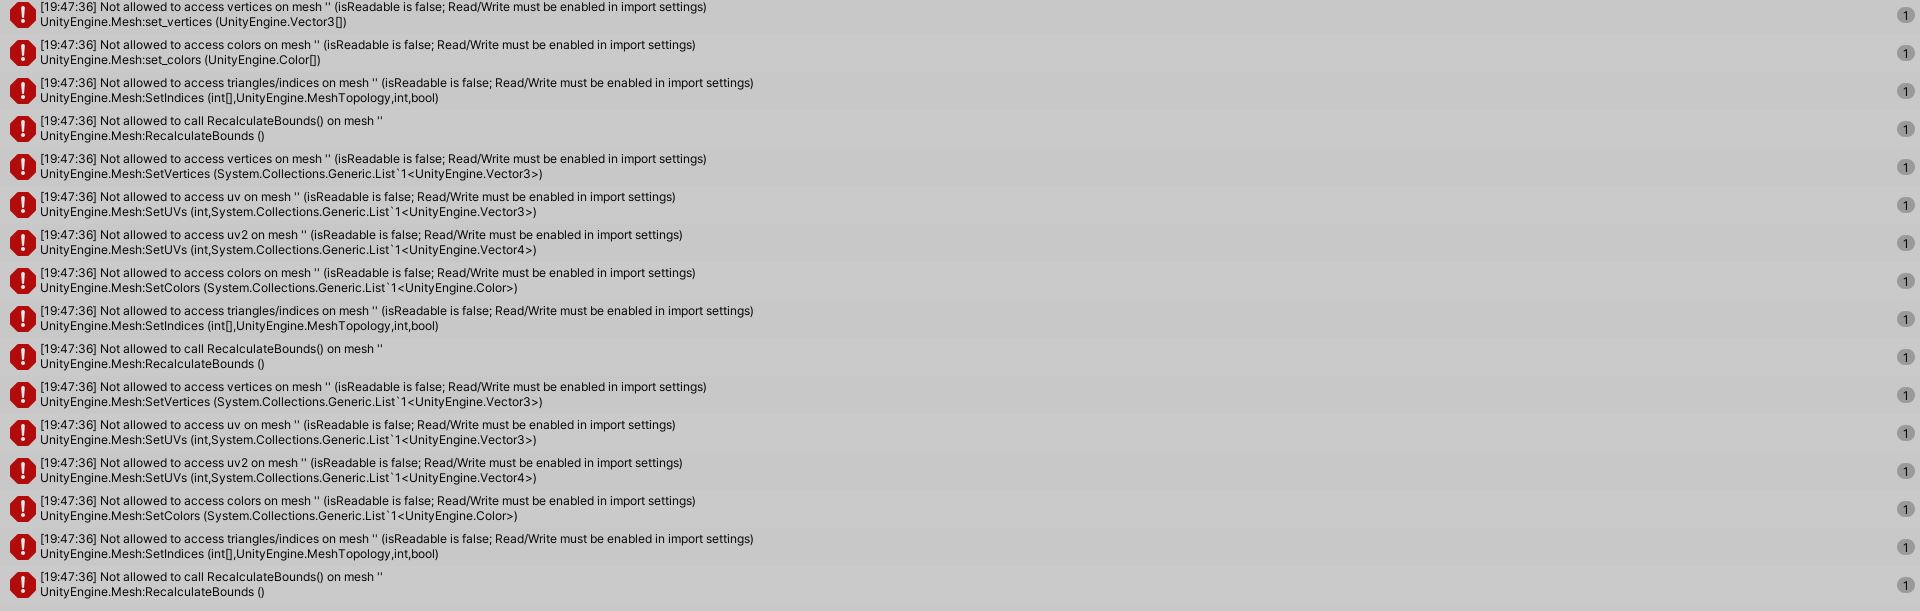 [19:47:36] Not allowed to access vertices on mesh '' (isReadable is false; Read/Write must be enabled in import settings)
UnityEngine.Mesh:set_vertices (UnityEngine.Vector3[])
1
[19:47:36] Not allowed to access colors on mesh '' (isReadable is false; Read/Write must be enabled in import settings)
UnityEngine.Mesh:set_colors (UnityEngine.Color[])
1
[19:47:36] Not allowed to access triangles/indices on mesh '' (isReadable is false; Read/Write must be enabled in import settings)
UnityEngine.Mesh:SetIndices (int[],UnityEngine.MeshTopology,int,bool)
1
[19:47:36] Not allowed to call RecalculateBounds() on mesh ''
UnityEngine.Mesh:RecalculateBounds ()
1
[19:47:36] Not allowed to access vertices on mesh '' (isReadable is false; Read/Write must be enabled in import settings)
UnityEngine.Mesh:SetVertices (System.Collections.Generic.List`1<UnityEngine.Vector3>)
1
[19:47:36] Not allowed to access uv on mesh '' (isReadable is false; Read/Write must be enabled in import settings)
UnityEngine.Mesh:SetUVs (int,System.Collections.Generic.List`1<UnityEngine.Vector3>)
1
[19:47:36] Not allowed to access uv2 on mesh '' (isReadable is false; Read/Write must be enabled in import settings)
UnityEngine.Mesh:SetUVs (int,System.Collections.Generic.List`1<UnityEngine.Vector4>)
1
[19:47:36] Not allowed to access colors on mesh '' (isReadable is false; Read/Write must be enabled in import settings)
UnityEngine.Mesh:SetColors (System.Collections.Generic.List`1<UnityEngine.Color>)
1
[19:47:36] Not allowed to access triangles/indices on mesh '' (isReadable is false; Read/Write must be enabled in import settings)
UnityEngine.Mesh:SetIndices (int[],UnityEngine.MeshTopology,int,bool)
1
[19:47:36] Not allowed to call RecalculateBounds() on mesh ''
UnityEngine.Mesh:RecalculateBounds ()
1
[19:47:36] Not allowed to access vertices on mesh '' (isReadable is false; Read/Write must be enabled in import settings)
UnityEngine.Mesh:SetVertices (System.Collections.Generic.List`1<UnityEngine.Vector3>)
1
[19:47:36] Not allowed to access uv on mesh '' (isReadable is false; Read/Write must be enabled in import settings)
UnityEngine.Mesh:SetUVs (int,System.Collections.Generic.List`1<UnityEngine.Vector3>)
1
[19:47:36] Not allowed to access uv2 on mesh '' (isReadable is false; Read/Write must be enabled in import settings)
UnityEngine.Mesh:SetUVs (int,System.Collections.Generic.List`1<UnityEngine.Vector4>)
1
[19:47:36] Not allowed to access colors on mesh '' (isReadable is false; Read/Write must be enabled in import settings)
UnityEngine.Mesh:SetColors (System.Collections.Generic.List`1<UnityEngine.Color>)
1
[19:47:36] Not allowed to access triangles/indices on mesh '' (isReadable is false; Read/Write must be enabled in import settings)
UnityEngine.Mesh:SetIndices (int[],UnityEngine.MeshTopology,int,bool)
1
[19:47:36] Not allowed to call RecalculateBounds() on mesh ''
UnityEngine.Mesh:RecalculateBounds ()
1